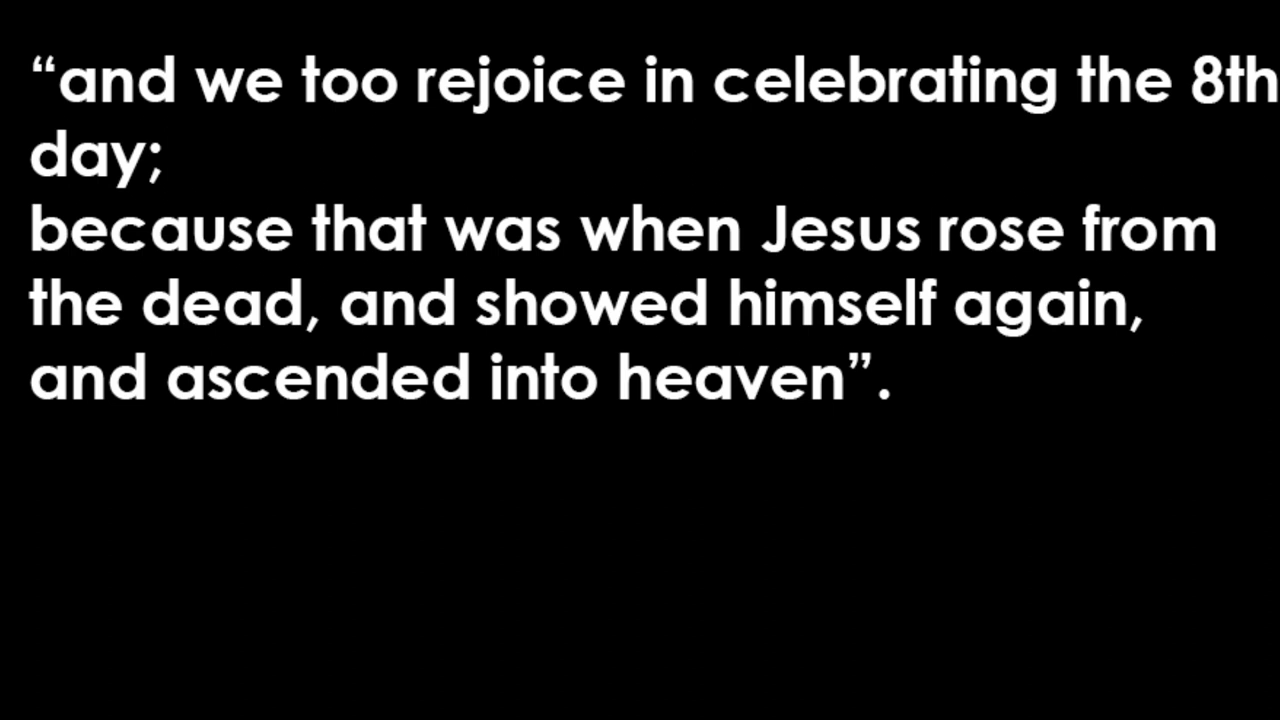 “and we too rejoice in celebrating the 8th
day;
because that was when Jesus rose from
the dead, and showed himself again,
and ascended into heaven”.